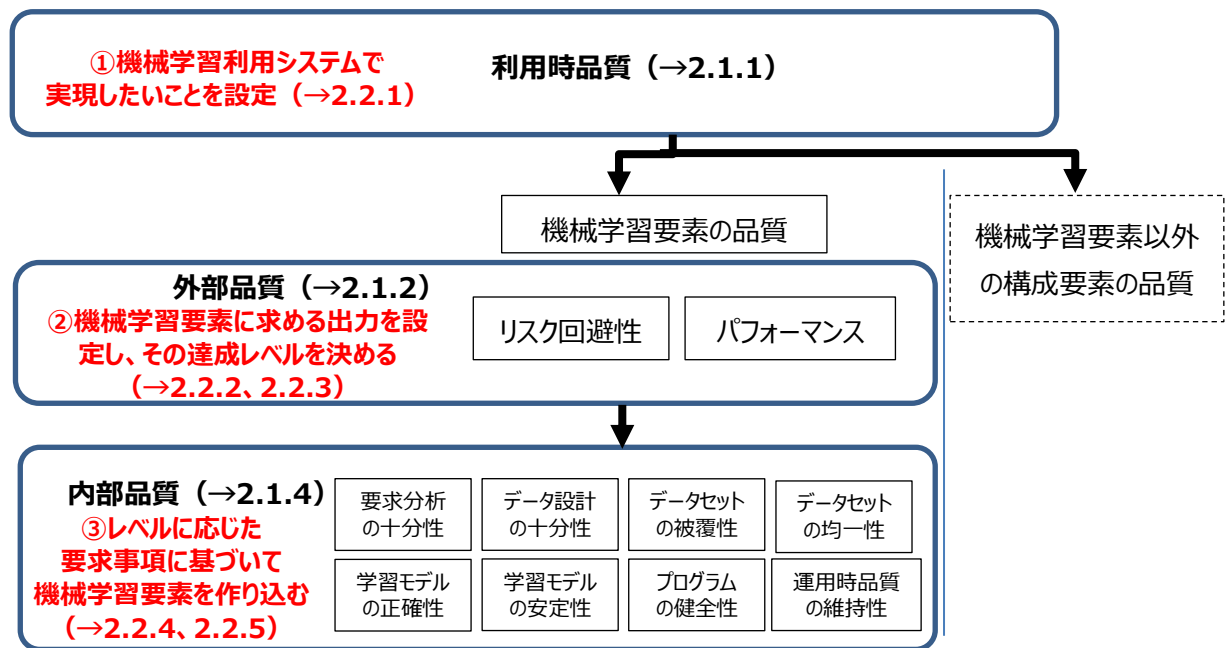 ①機械学習利用システムで
実現したいことを設定（→2.2.1）
利用時品質（→2.1.1）
機械学習要素の品質
機械学習要素以外
の構成要素の品質
外部品質（→2.1.2）
②機械学習要素に求める出力を設
定し、その達成レベルを決める
（→2.2.2、2.2.3）
リスク回避性
パフォーマンス
内部品質（→2.1.4）
③レベルに応じた
要求事項に基づいて
機械学習要素を作り込む
（→2.2.4、2.2.5）
要求分析
の十分性
データ設計
の十分性
データセット
の被覆性
データセット
の均一性
学習モデル
の正確性
学習モデル
の安定性
プログラム
の健全性
運用時品質
の維持性